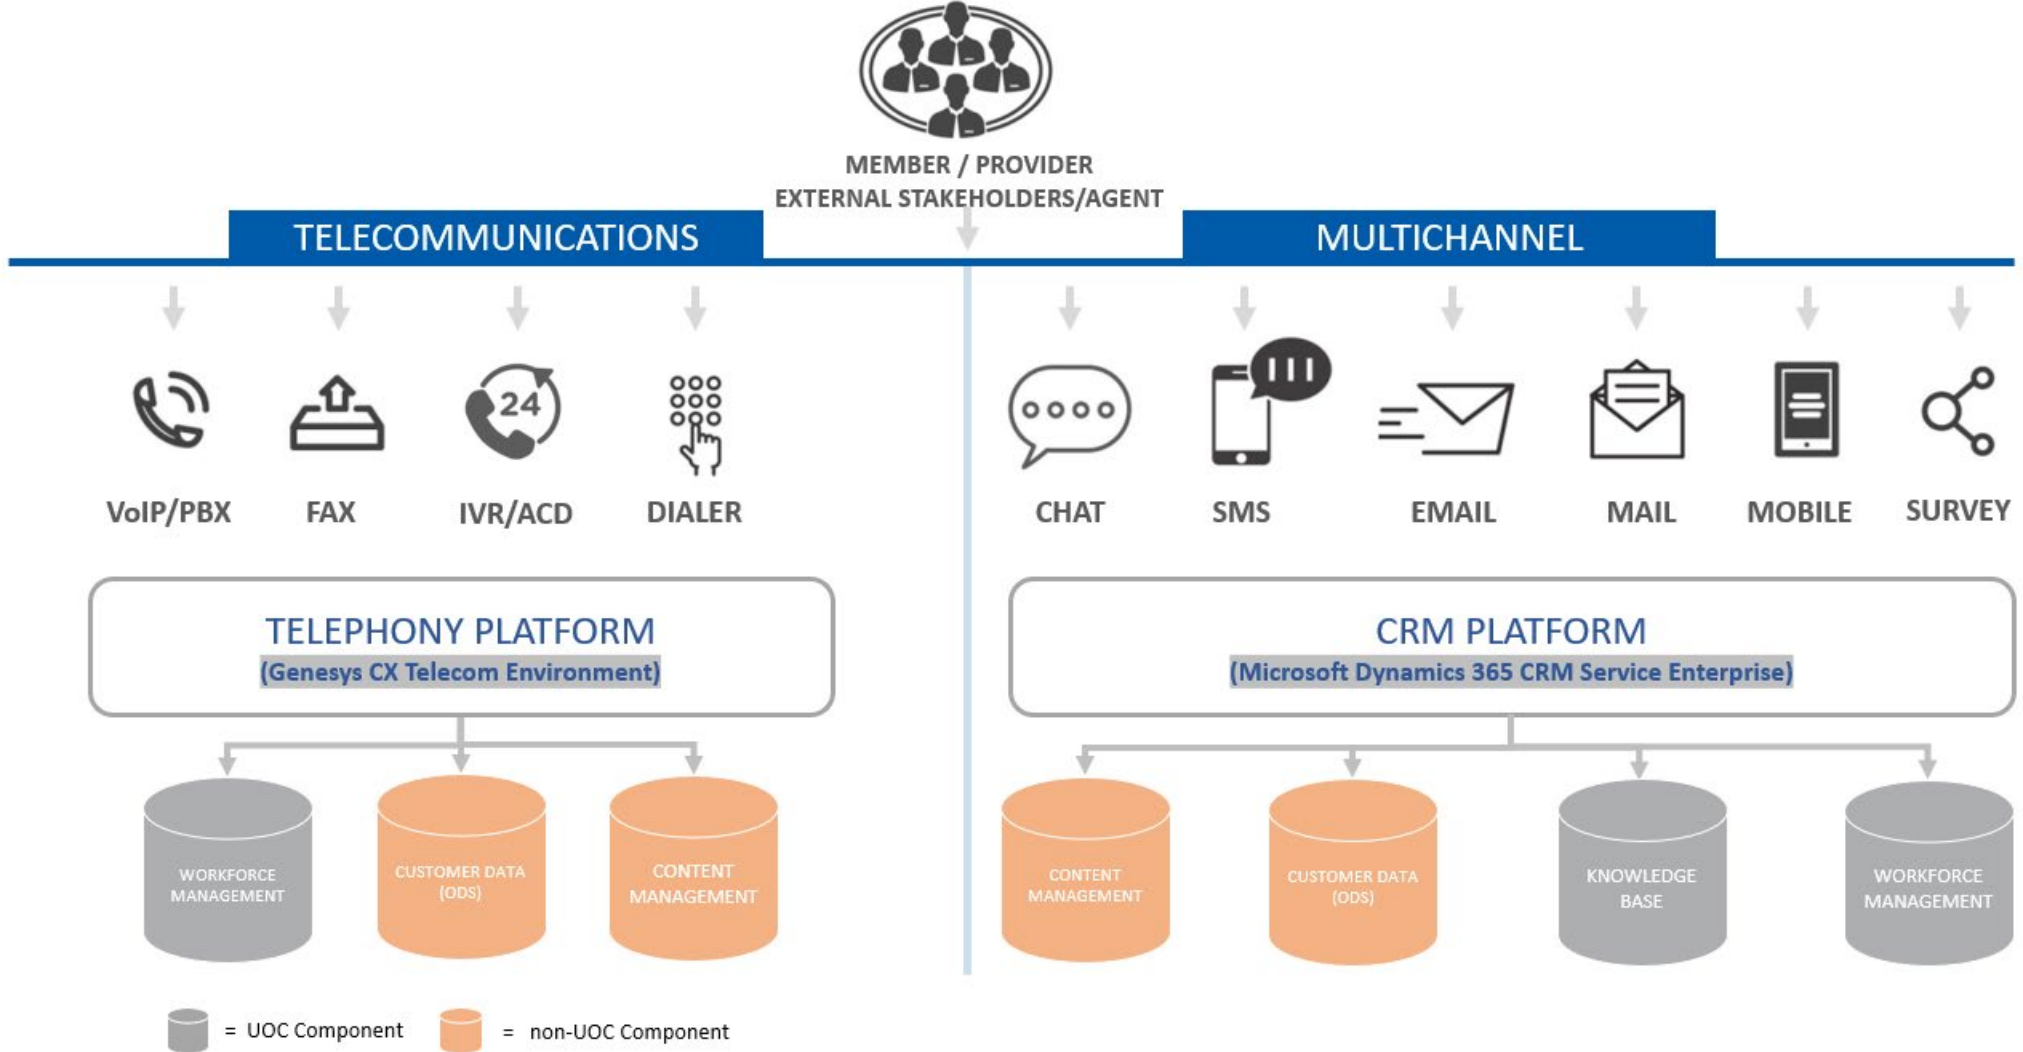 MEMBER / PROVIDER
EXTERNAL STAKEHOLDERS/AGENT
TELECOMMUNICATIONS
MULTICHANNEL
24
VoIP/PBX
FAX
IVR/ACD
DIALER
CHAT
SMS
EMAIL
MAIL
MOBILE
SURVEY
TELEPHONY PLATFORM
(Genesys CX Telecom Environment)
CRM PLATFORM
(Microsoft Dynamics 365 CRM Service Enterprise)
WORKFORCE
MANAGEMENT
CUSTOMER DATA
(ODS)
CONTENT
MANAGEMENT
CONTENT
MANAGEMENT
CUSTOMER DATA
(ODS)
KNOWLEDGE
BASE
WORKFORCE
MANAGEMENT
= UOC Component
= non-UOC Component